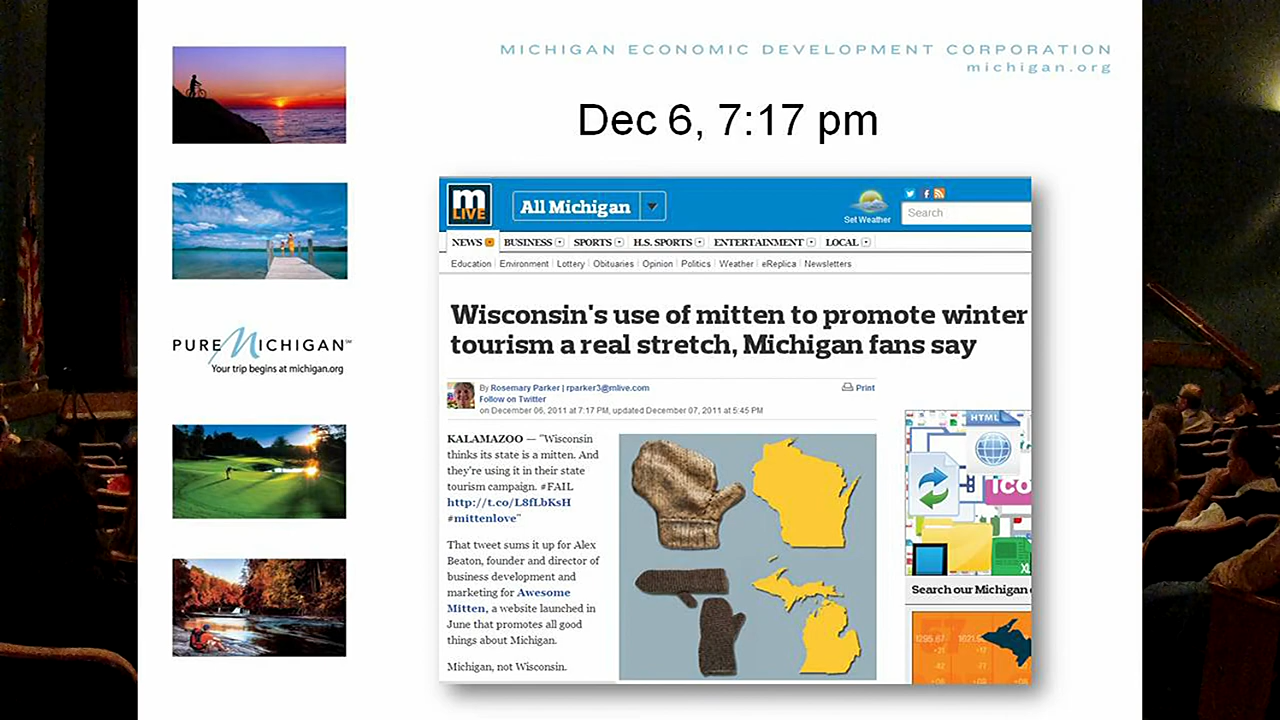 MICHIGAN ECONOMIC DEVELOPMENT CORPORATION
michigan.org
Dec 6, 7:17 pm
PURE MICHIGAN℠
Your trip begins at michigan.org
m
LIVE
All Michigan
Set Weather
Search
NEWS BUSINESS SPORTS H.S. SPORTS ENTERTAINMENT LOCAL
Education Environment Lottery Obituaries Opinion Politics Weather eReplica Newsletters
Wisconsin's use of mitten to promote winter
tourism a real stretch, Michigan fans say
By Rosemary Parker | rparker3@mlive.com
Follow on Twitter
on December 06, 2011 at 7:17 PM, updated December 07, 2011 at 5:45 PM
Print
KALAMAZOO — "Wisconsin
thinks its state is a mitten. And
they're using it in their state
tourism campaign. #FAIL
http://t.co/L8fLbKsH
#mittenlove"
That tweet sums it up for Alex
Beaton, founder and director of
business development and
marketing for Awesome
Mitten, a website launched in
June that promotes all good
things about Michigan.
Michigan, not Wisconsin.
HTML
Search our Michigan
1295.67